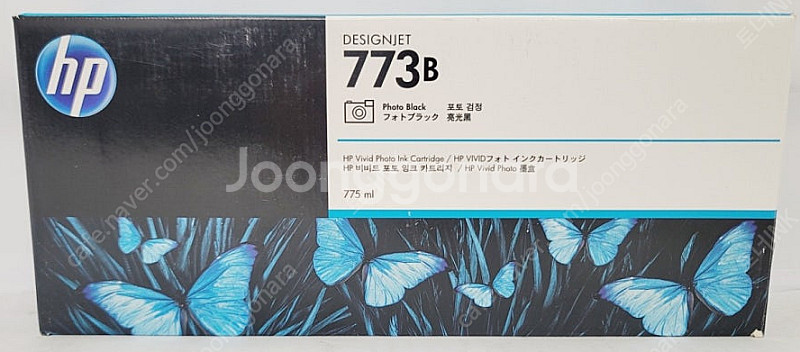 hp
DESIGNJET
773B
Photo Black 포토 검정
フォトブラック 亮光黑
HP Vivid Photo Ink Cartridge / HP VIVIDフォト インクカートリッジ
HP 비비드 포토 잉크 카트리지 / HP Vivid Photo 墨盒
775 ml
Joonggonara
cafe.naver.com/joonggonara